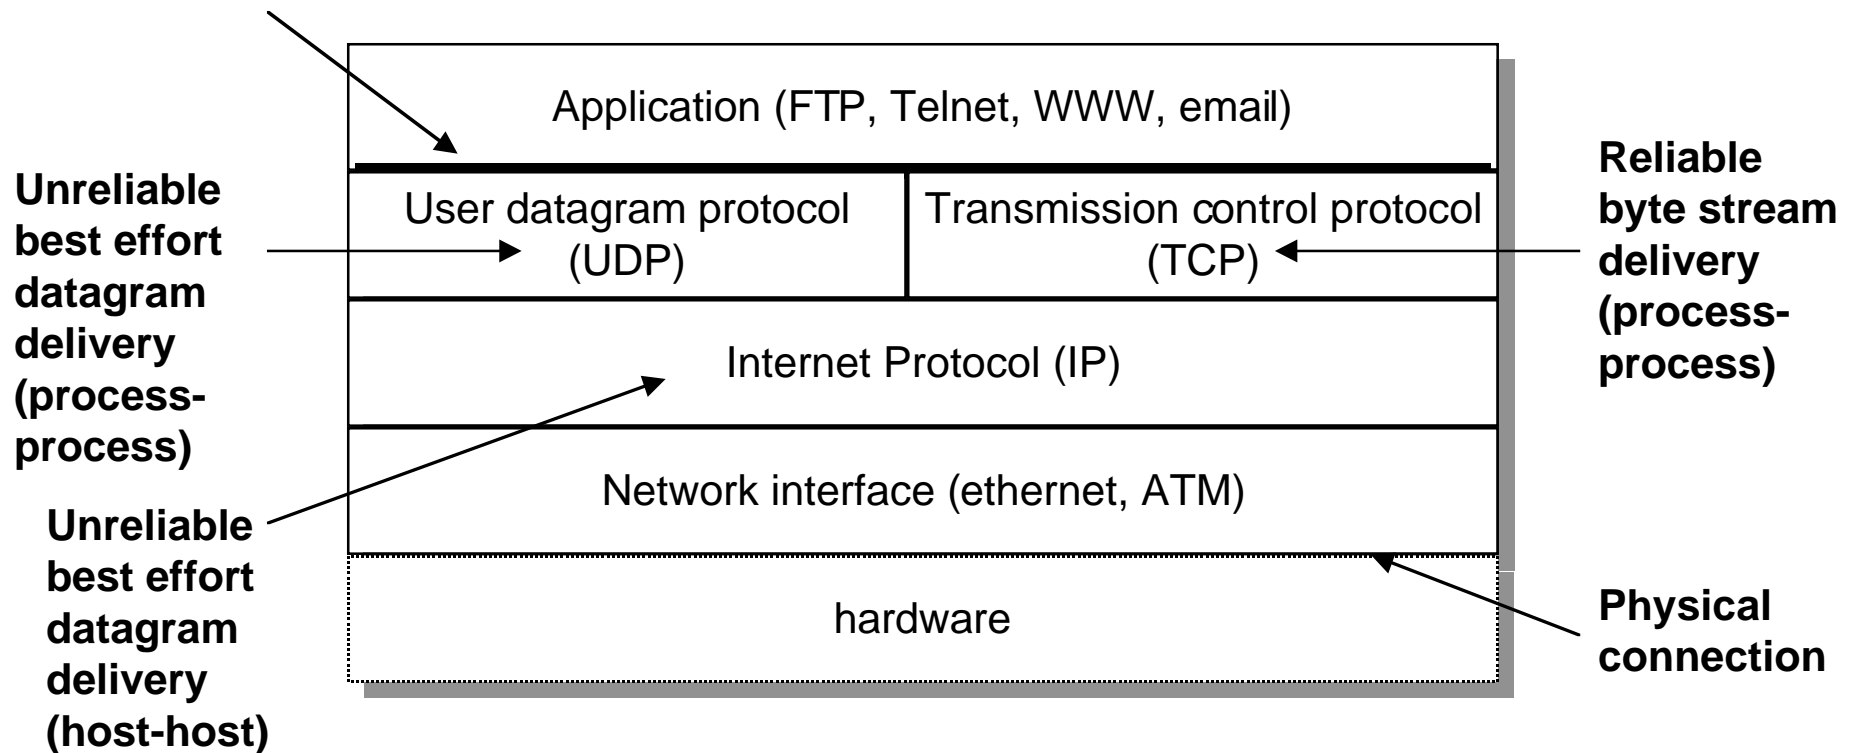 Application (FTP, Telnet, WWW, email)
Unreliable
best effort
datagram
delivery
(process-
process)
User datagram protocol
(UDP)
Transmission control protocol
(TCP)
Reliable
byte stream
delivery
(process-
process)
Internet Protocol (IP)
Network interface (ethernet, ATM)
Unreliable
best effort
datagram
delivery
(host-host)
hardware
Physical
connection